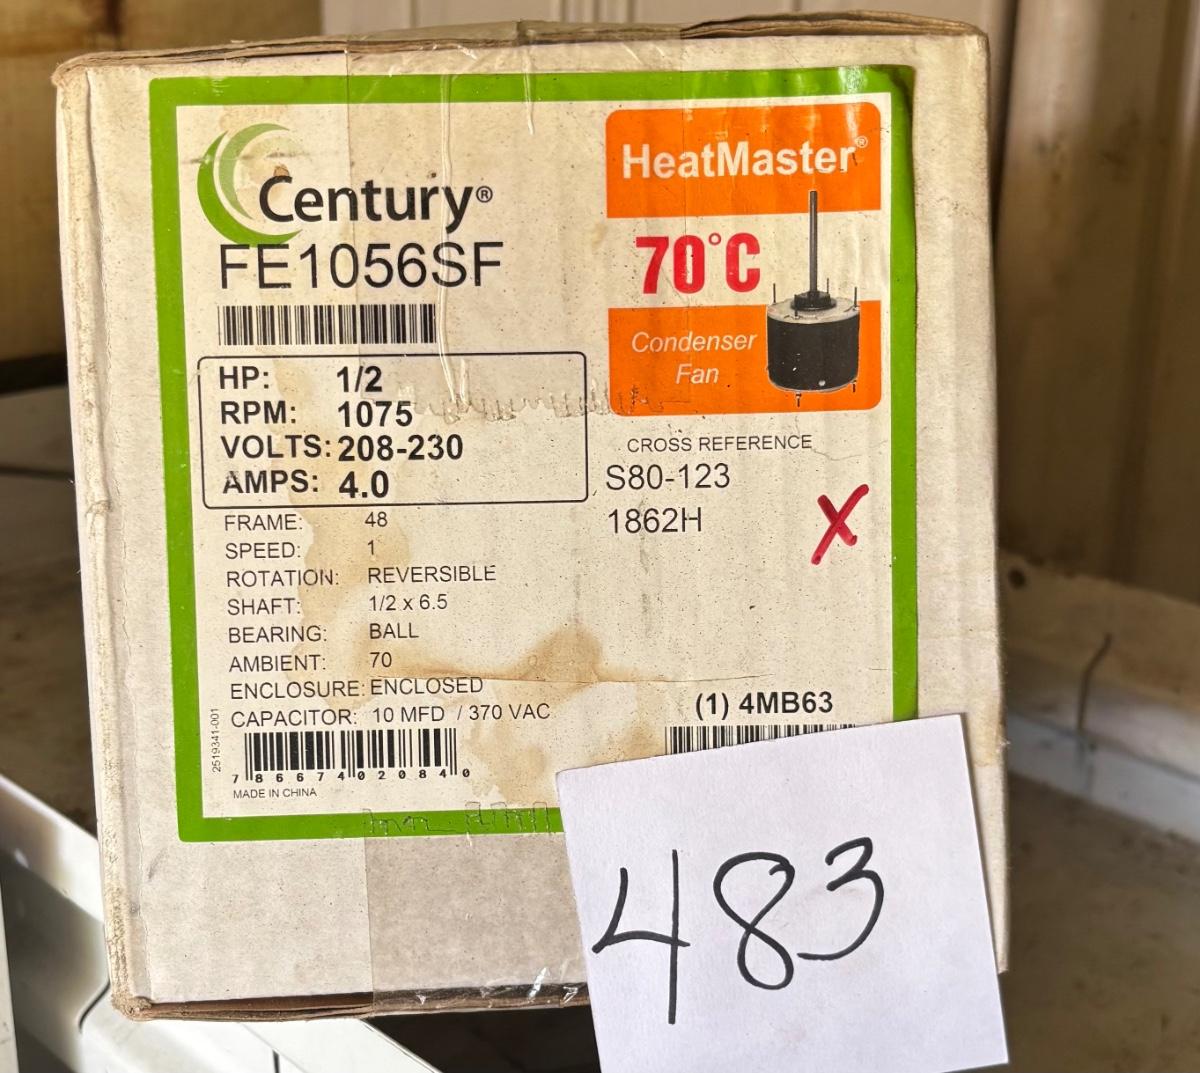 Century®
FE1056SF
HP: 1/2
RPM: 1075
VOLTS: 208-230
AMPS: 4.0
FRAME: 48
SPEED: 1
ROTATION: REVERSIBLE
SHAFT: 1/2 x 6.5
BEARING: BALL
AMBIENT: 70
ENCLOSURE: ENCLOSED
CAPACITOR: 10 MFD / 370 VAC
2519341-001
7 86674 02084 0
MADE IN CHINA
HeatMaster®
70°C
Condenser
Fan
CROSS REFERENCE
S80-123
1862H
X
(1) 4MB63
483